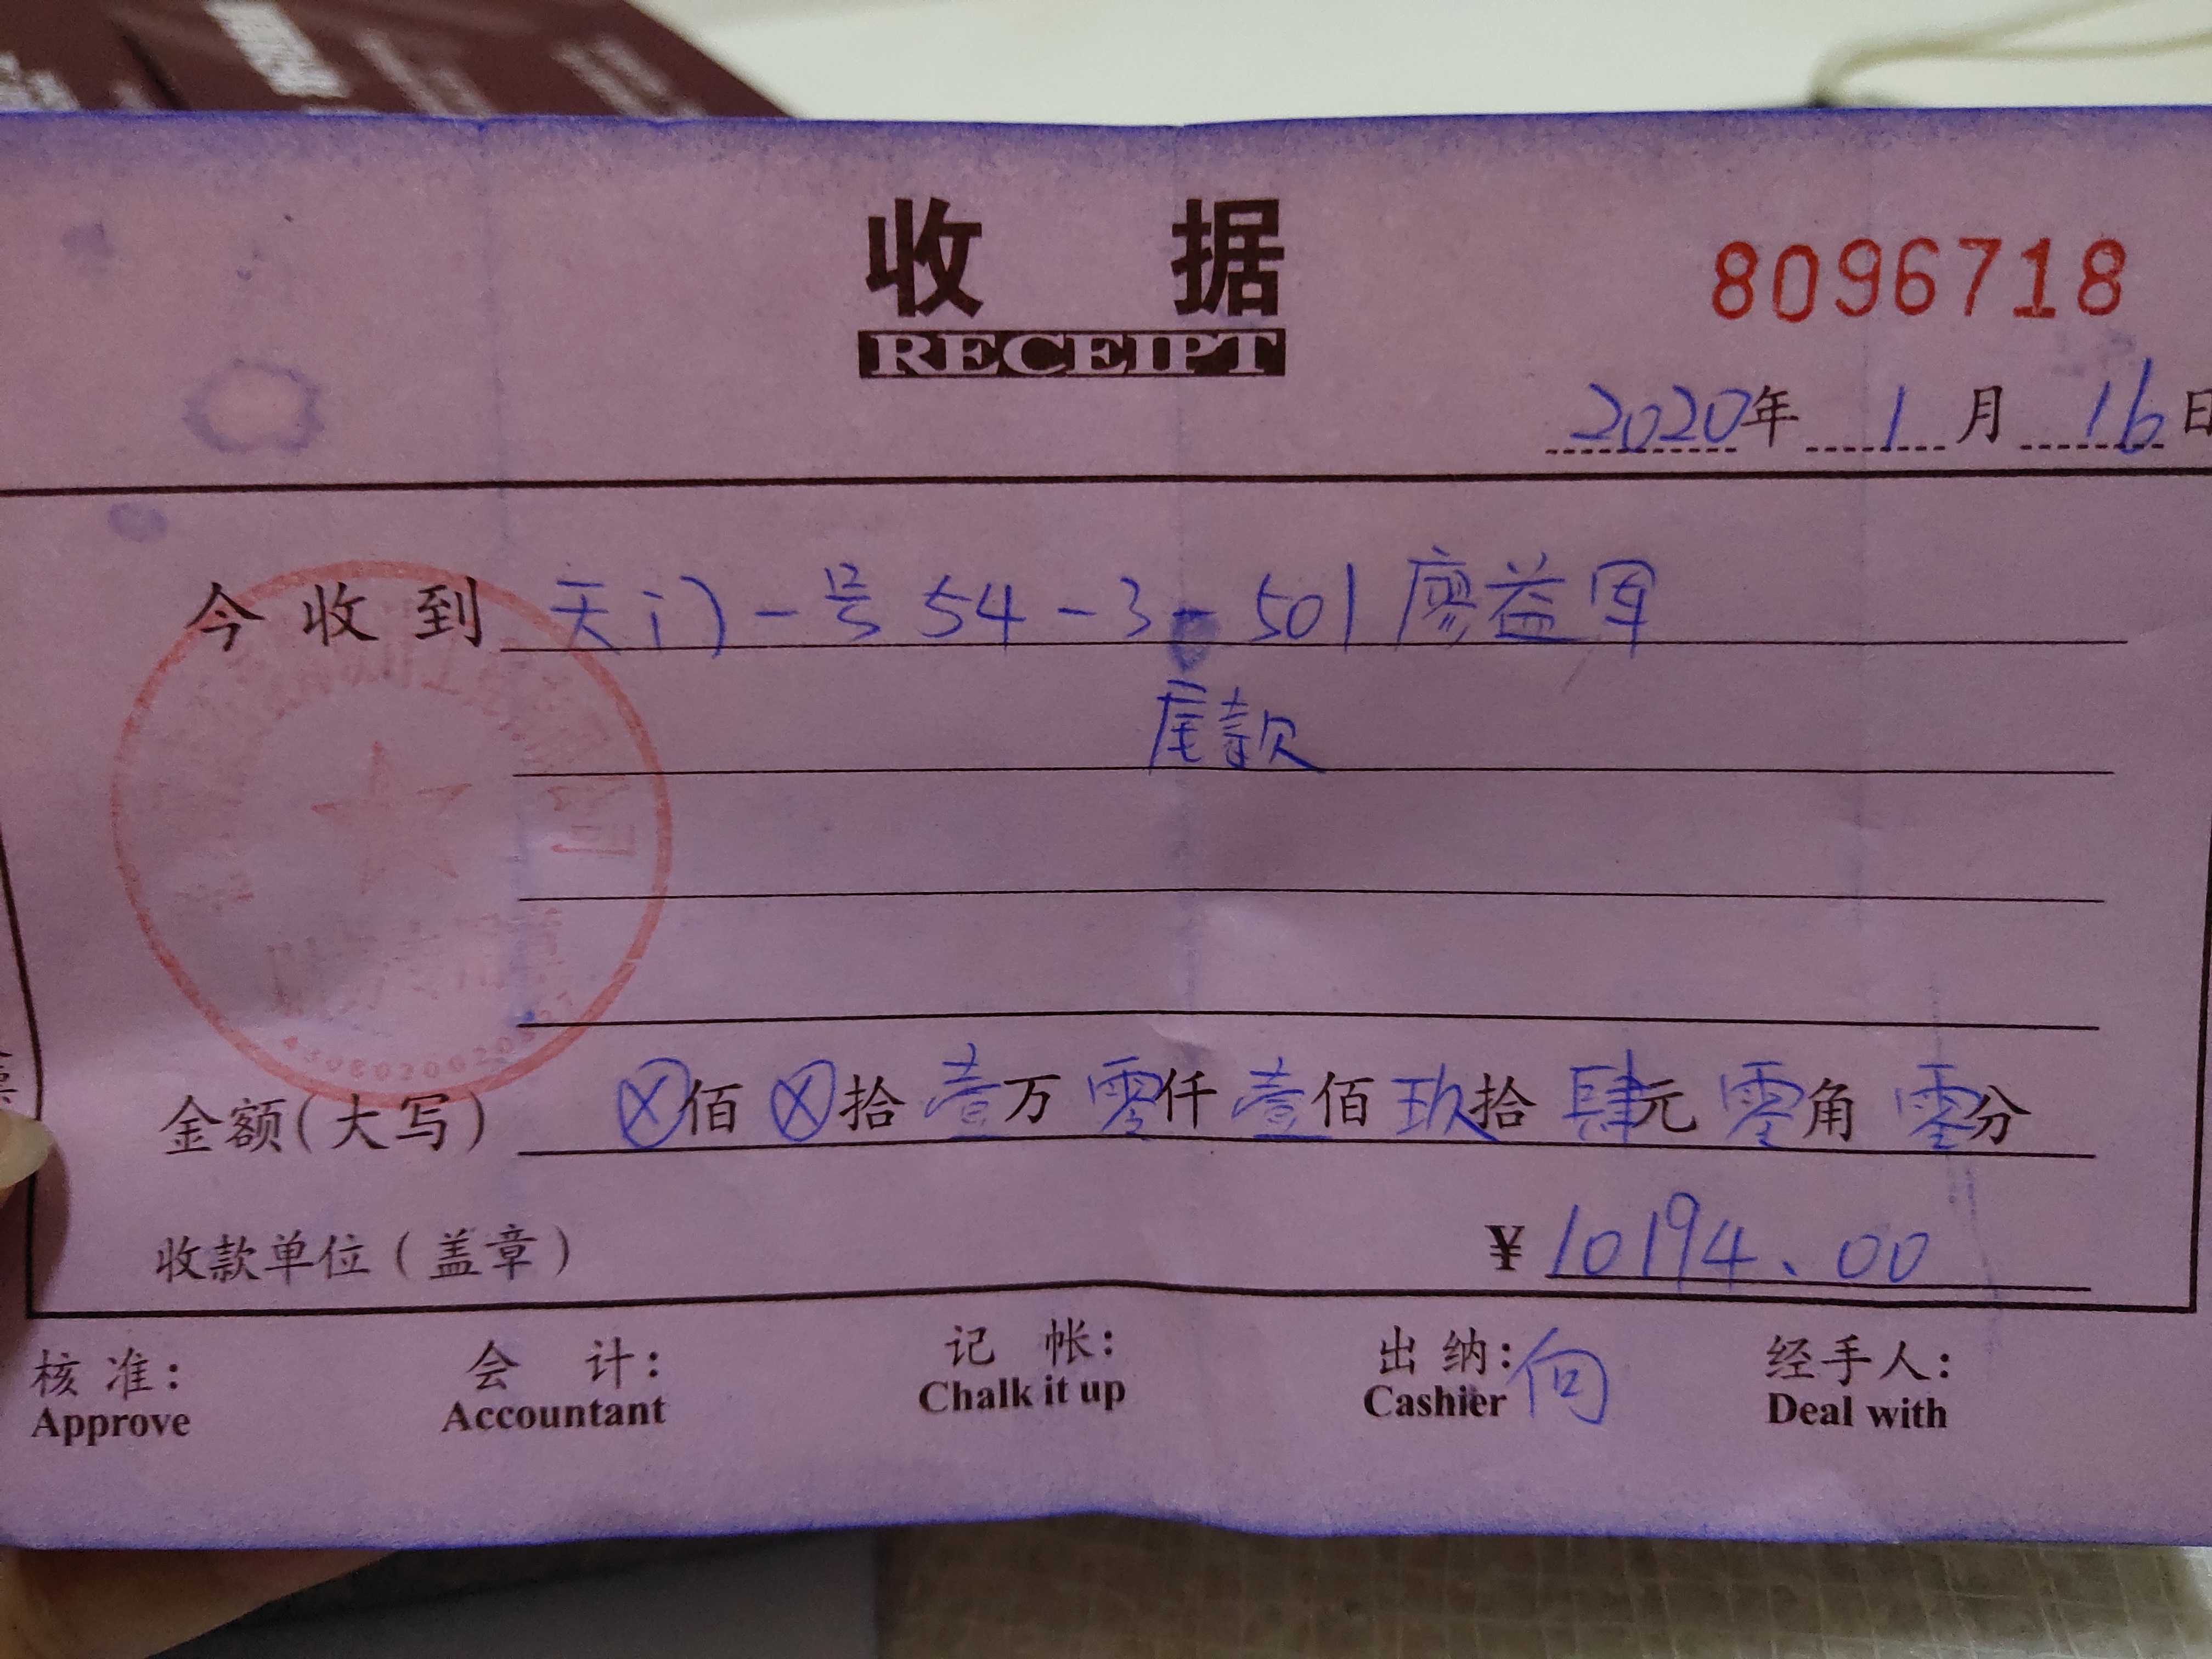 收 据
RECEIPT
8096718
2020年 1月 16日
今收到 天门一号54-3-501廖益军
尾款
金额(大写) ⊗佰⊗拾壹万零仟壹佰玖拾肆元零角零分
收款单位(盖章) ¥10194.00
核准: 会计: 记帐: 出纳:向 经手人:
Approve Accountant Chalk it up Cashier Deal with